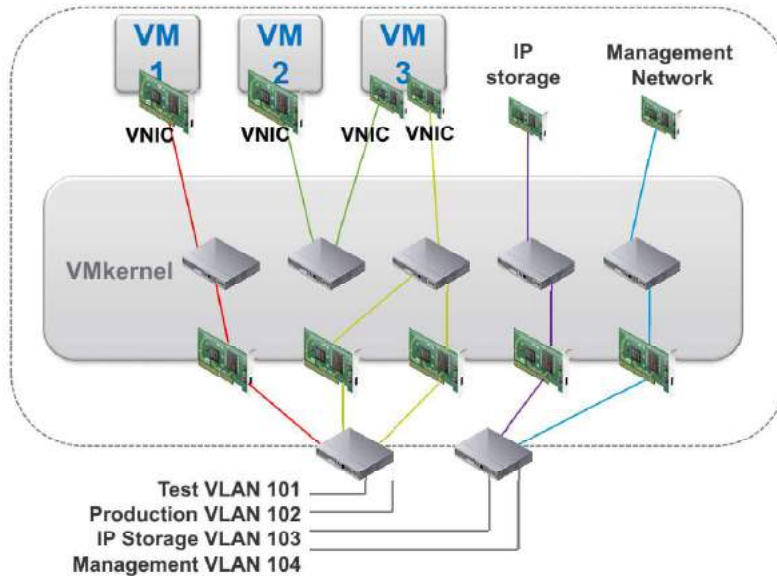 VM
1
VM
2
VM
3
IP
storage
Management
Network
VNIC
VNIC
VNIC
VNIC
VMkernel
Test VLAN 101
Production VLAN 102
IP Storage VLAN 103
Management VLAN 104